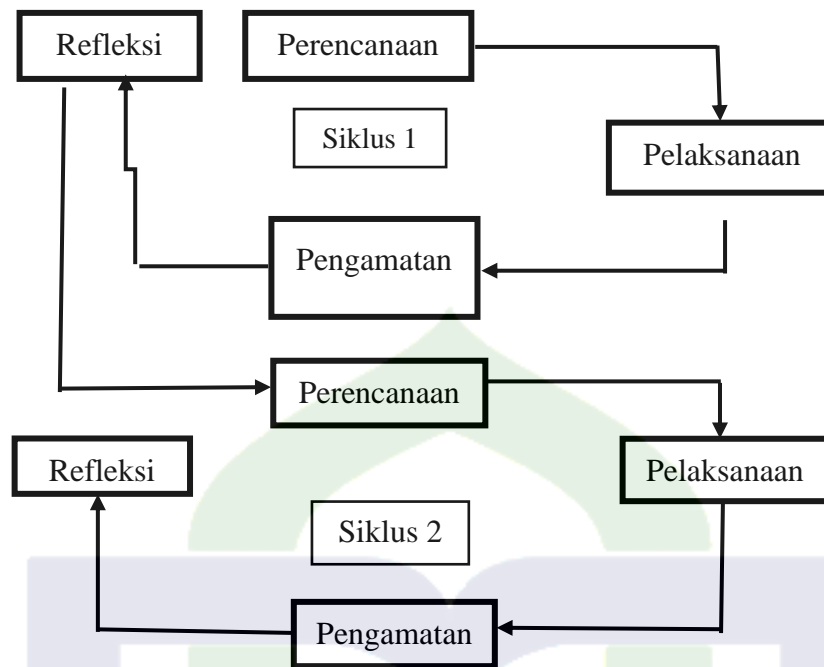 Refleksi
Perencanaan
Siklus 1
Pelaksanaan
Pengamatan
Perencanaan
Refleksi
Pelaksanaan
Siklus 2
Pengamatan